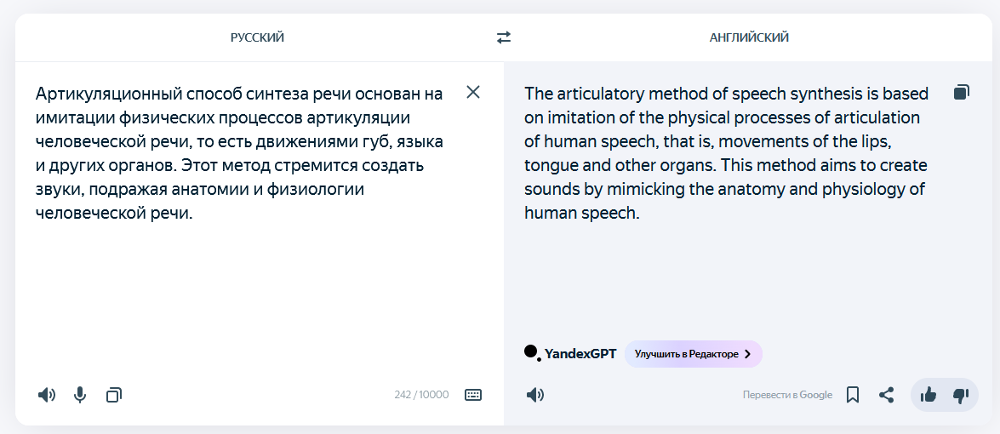 РУССКИЙ
АНГЛИЙСКИЙ
Артикуляционный способ синтеза речи основан на
имитации физических процессов артикуляции
человеческой речи, то есть движениями губ, языка
и других органов. Этот метод стремится создать
звуки, подражая анатомии и физиологии
человеческой речи.
242 / 10000
The articulatory method of speech synthesis is based
on imitation of the physical processes of articulation
of human speech, that is, movements of the lips,
tongue and other organs. This method aims to create
sounds by mimicking the anatomy and physiology of
human speech.
YandexGPT
Улучшить в Редакторе
Перевести в Google